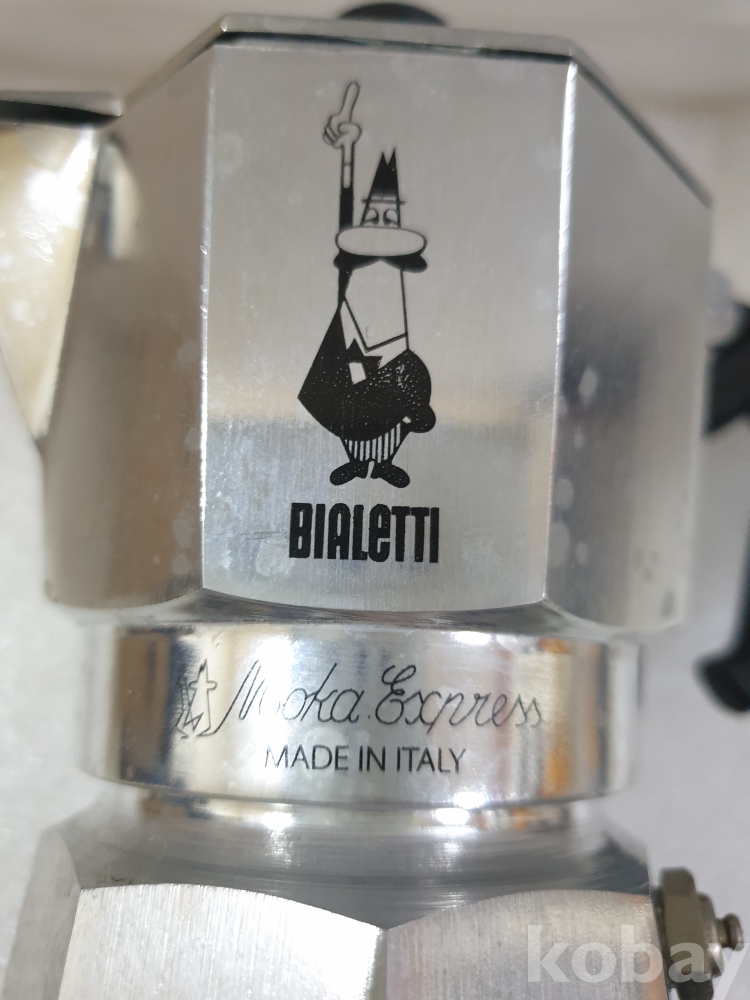 BIALETTI
Moka Express
MADE IN ITALY
kobay